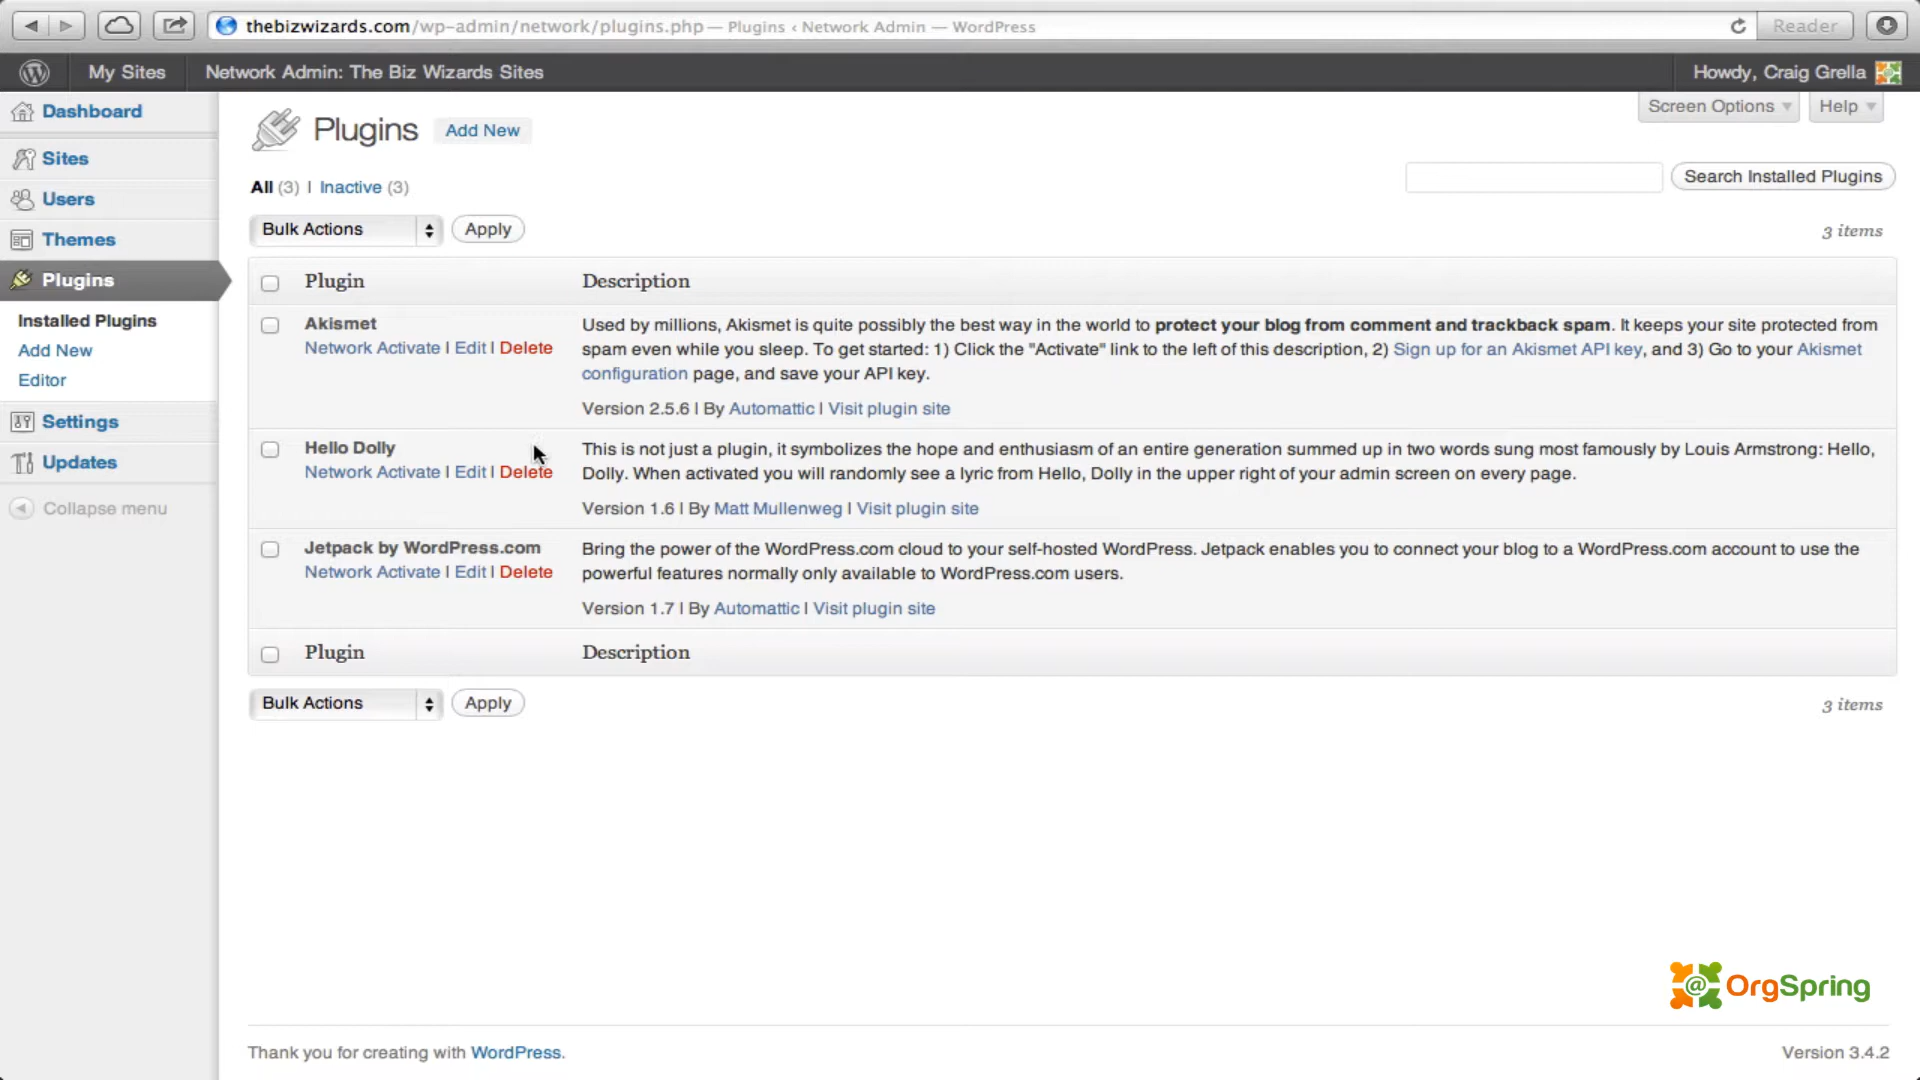 thebizwizards.com/wp-admin/network/plugins.php — Plugins ‹ Network Admin — WordPress
Reader
My Sites
Network Admin: The Biz Wizards Sites
Howdy, Craig Grella
Dashboard
Sites
Users
Themes
Plugins
Installed Plugins
Add New
Editor
Settings
Updates
Collapse menu
Screen Options
Help
Plugins
Add New
All (3) | Inactive (3)
Search Installed Plugins
Bulk Actions
Apply
3 items
Plugin
Description
Akismet
Network Activate | Edit | Delete
Used by millions, Akismet is quite possibly the best way in the world to protect your blog from comment and trackback spam. It keeps your site protected from
spam even while you sleep. To get started: 1) Click the "Activate" link to the left of this description, 2) Sign up for an Akismet API key, and 3) Go to your Akismet
configuration page, and save your API key.
Version 2.5.6 | By Automattic | Visit plugin site
Hello Dolly
Network Activate | Edit | Delete
This is not just a plugin, it symbolizes the hope and enthusiasm of an entire generation summed up in two words sung most famously by Louis Armstrong: Hello,
Dolly. When activated you will randomly see a lyric from Hello, Dolly in the upper right of your admin screen on every page.
Version 1.6 | By Matt Mullenweg | Visit plugin site
Jetpack by WordPress.com
Network Activate | Edit | Delete
Bring the power of the WordPress.com cloud to your self-hosted WordPress. Jetpack enables you to connect your blog to a WordPress.com account to use the
powerful features normally only available to WordPress.com users.
Version 1.7 | By Automattic | Visit plugin site
Plugin
Description
Bulk Actions
Apply
3 items
@ OrgSpring
Thank you for creating with WordPress.
Version 3.4.2